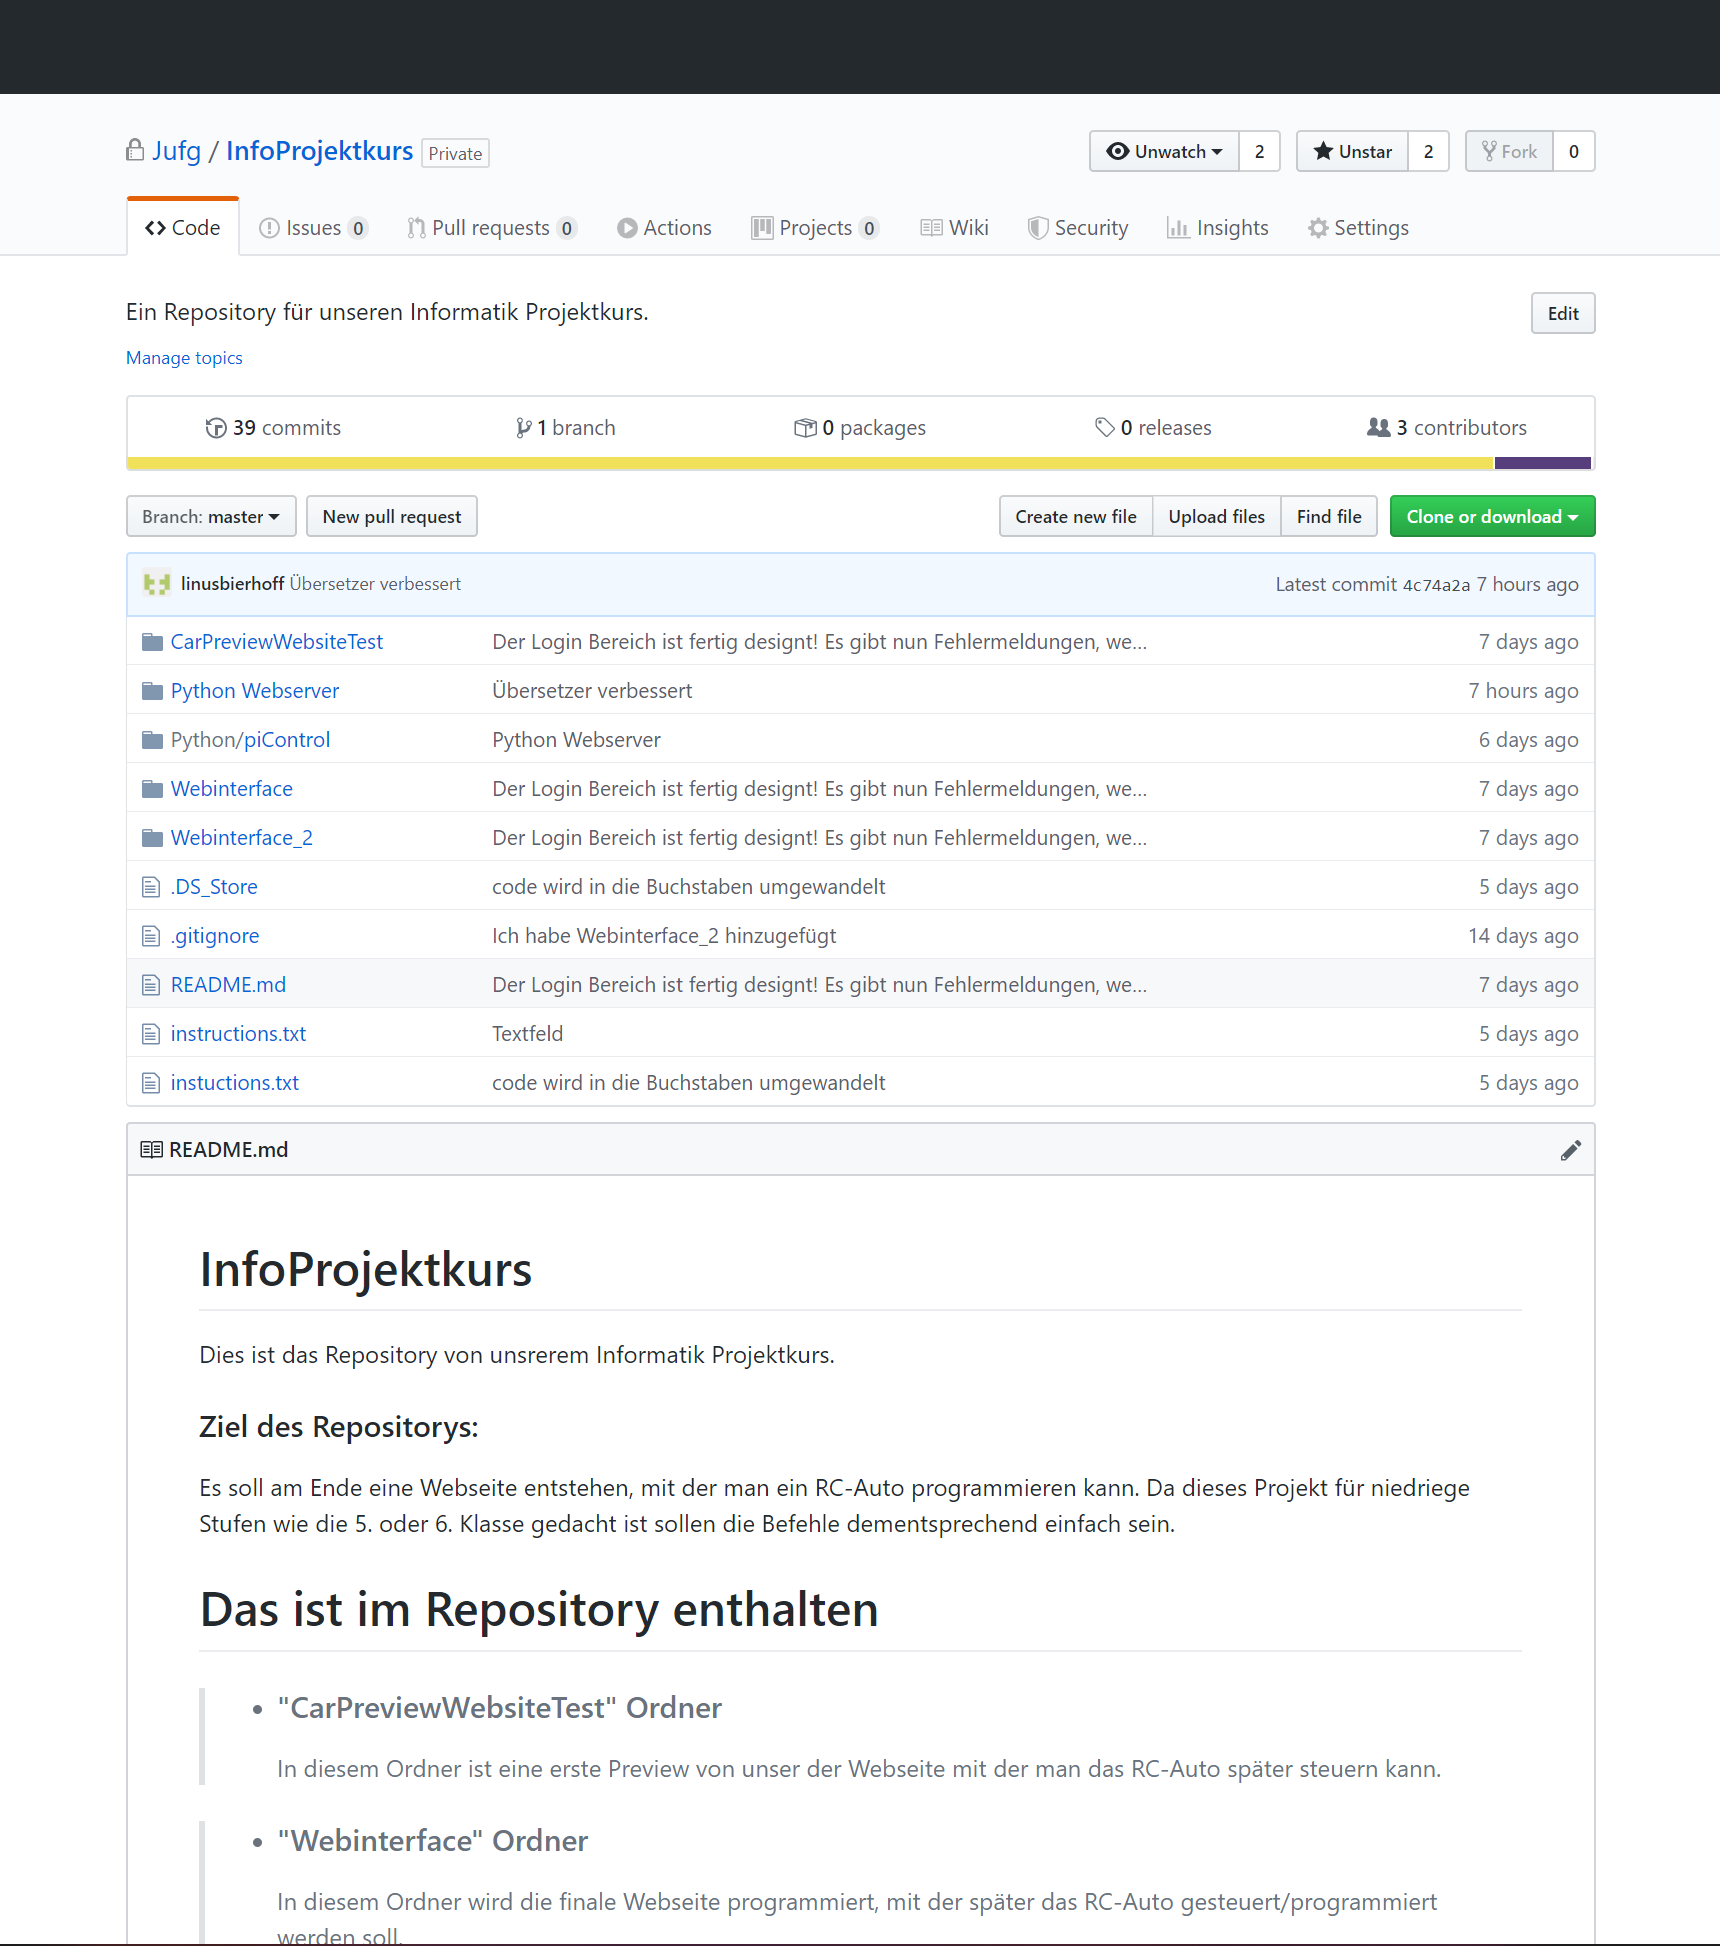 Jufg / InfoProjektkurs Private Unwatch 2 Unstar 2 Fork 0
Code Issues 0 Pull requests 0 Actions Projects 0 Wiki Security Insights Settings
Ein Repository für unseren Informatik Projektkurs. Edit
Manage topics
39 commits 1 branch 0 packages 0 releases 3 contributors
Branch: master New pull request Create new file Upload files Find file Clone or download
linusbierhoff Übersetzer verbessert Latest commit 4c74a2a 7 hours ago
CarPreviewWebsiteTest Der Login Bereich ist fertig designt! Es gibt nun Fehlermeldungen, we... 7 days ago
Python Webserver Übersetzer verbessert 7 hours ago
Python/piControl Python Webserver 6 days ago
Webinterface Der Login Bereich ist fertig designt! Es gibt nun Fehlermeldungen, we... 7 days ago
Webinterface_2 Der Login Bereich ist fertig designt! Es gibt nun Fehlermeldungen, we... 7 days ago
.DS_Store code wird in die Buchstaben umgewandelt 5 days ago
.gitignore Ich habe Webinterface_2 hinzugefügt 14 days ago
README.md Der Login Bereich ist fertig designt! Es gibt nun Fehlermeldungen, we... 7 days ago
instructions.txt Textfeld 5 days ago
instuctions.txt code wird in die Buchstaben umgewandelt 5 days ago
README.md
InfoProjektkurs
Dies ist das Repository von unsrerem Informatik Projektkurs.
Ziel des Repositorys:
Es soll am Ende eine Webseite entstehen, mit der man ein RC-Auto programmieren kann. Da dieses Projekt für niedriege
Stufen wie die 5. oder 6. Klasse gedacht ist sollen die Befehle dementsprechend einfach sein.
Das ist im Repository enthalten
• "CarPreviewWebsiteTest" Ordner
In diesem Ordner ist eine erste Preview von unser der Webseite mit der man das RC-Auto später steuern kann.
• "Webinterface" Ordner
In diesem Ordner wird die finale Webseite programmiert, mit der später das RC-Auto gesteuert/programmiert
werden soll.